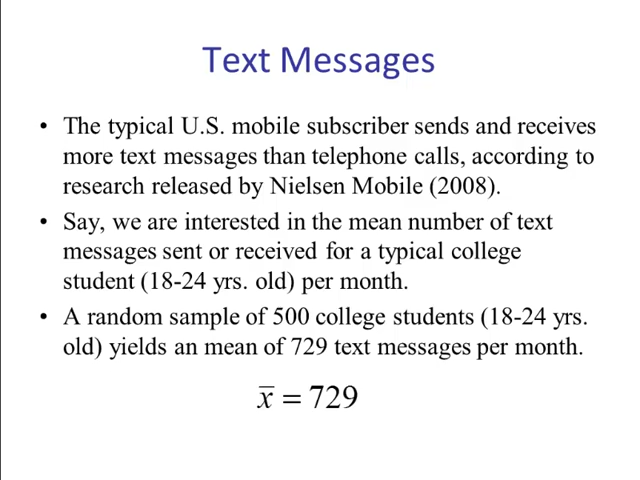 Text Messages
• The typical U.S. mobile subscriber sends and receives
more text messages than telephone calls, according to
research released by Nielsen Mobile (2008).
• Say, we are interested in the mean number of text
messages sent or received for a typical college
student (18-24 yrs. old) per month.
• A random sample of 500 college students (18-24 yrs.
old) yields an mean of 729 text messages per month.
x̅ = 729